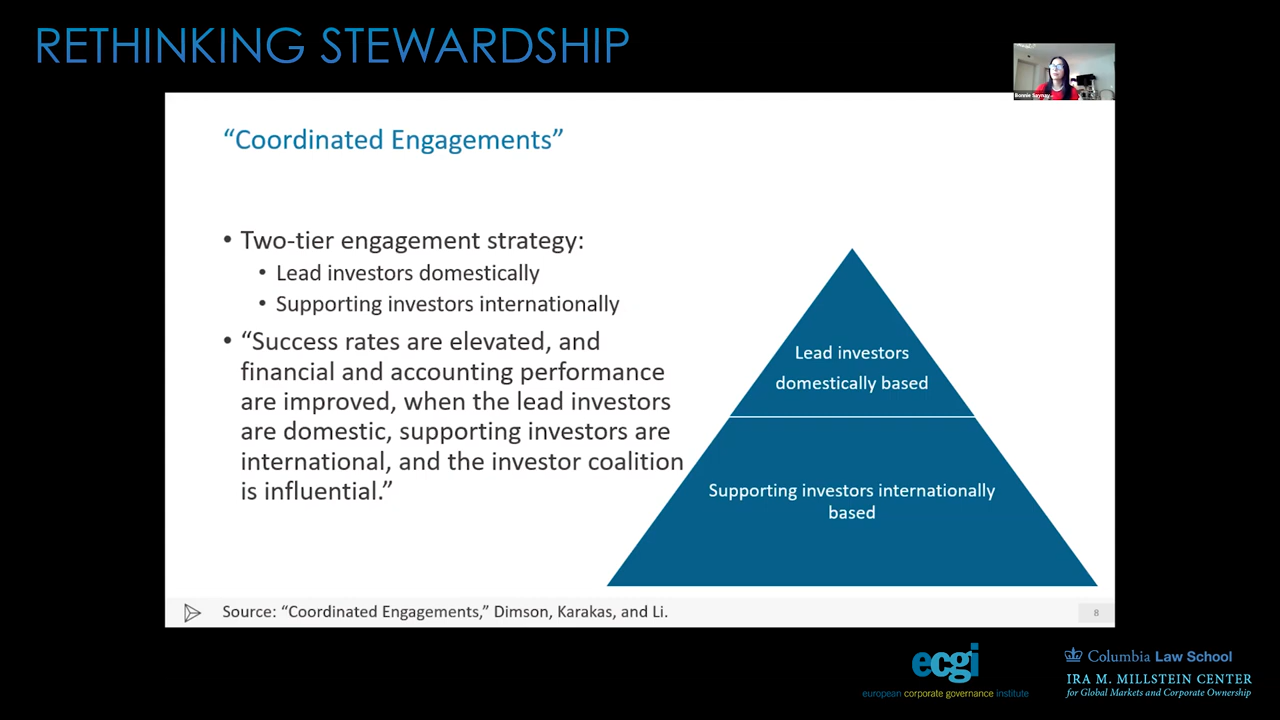 RETHINKING STEWARDSHIP
Bonnie Saynay
“Coordinated Engagements”
• Two-tier engagement strategy:
• Lead investors domestically
• Supporting investors internationally
• “Success rates are elevated, and
financial and accounting performance
are improved, when the lead investors
are domestic, supporting investors are
international, and the investor coalition
is influential.”
Lead investors
domestically based
Supporting investors internationally
based
Source: “Coordinated Engagements,” Dimson, Karakas, and Li.
8
ecgi
european corporate governance institute
Columbia Law School
IRA M. MILLSTEIN CENTER
for Global Markets and Corporate Ownership